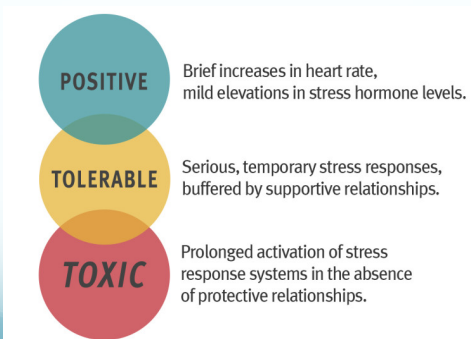 POSITIVE
Brief increases in heart rate,
mild elevations in stress hormone levels.
TOLERABLE
Serious, temporary stress responses,
buffered by supportive relationships.
TOXIC
Prolonged activation of stress
response systems in the absence
of protective relationships.